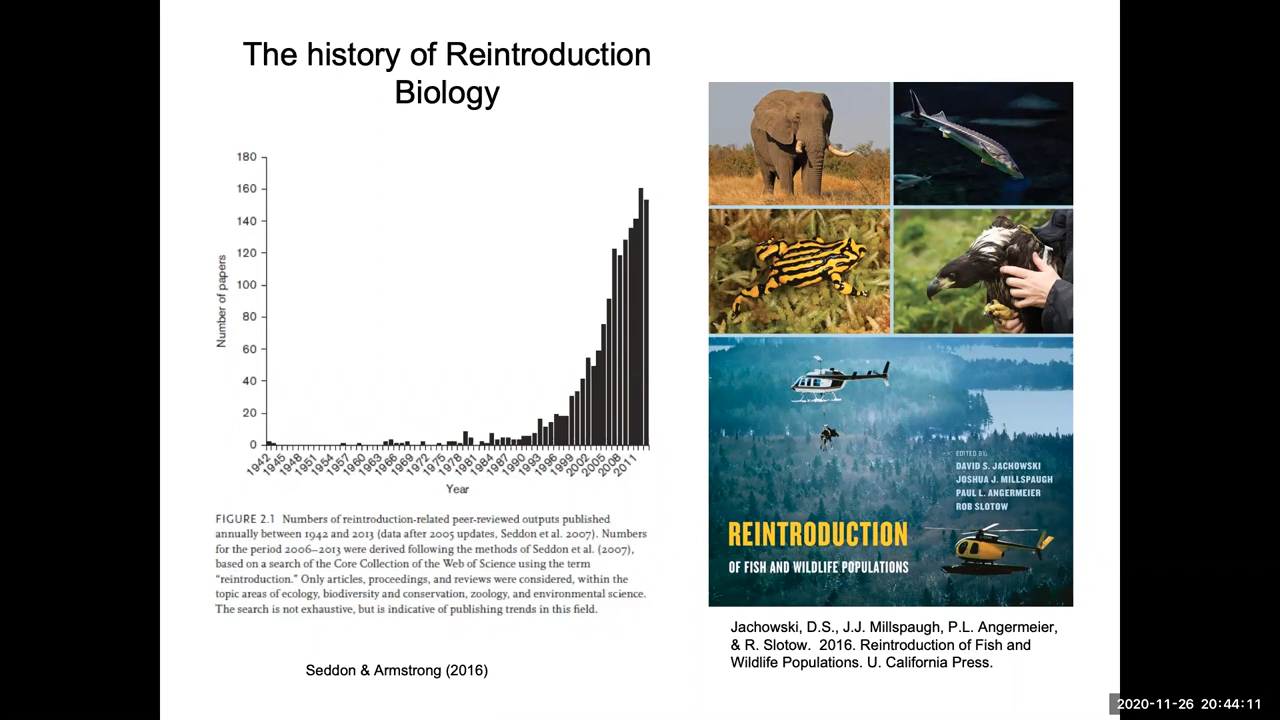 The history of Reintroduction
Biology
180
160
140
120
100
80
60
40
20
0
Number of papers
1942
1945
1948
1951
1954
1957
1960
1963
1966
1969
1972
1975
1978
1981
1984
1987
1990
1993
1996
1999
2002
2005
2009
2011
Year
FIGURE 2.1 Numbers of reintroduction-related peer-reviewed outputs published
annually between 1942 and 2013 (data after 2005 updates, Seddon et al. 2007). Numbers
for the period 2006–2013 were derived following the methods of Seddon et al. (2007),
based on a search of the Core Collection of the Web of Science using the term
“reintroduction.” Only articles, proceedings, and reviews were considered, within the
topic areas of ecology, biodiversity and conservation, zoology, and environmental science.
The search is not exhaustive, but is indicative of publishing trends in this field.
Seddon & Armstrong (2016)
EDITED BY
DAVID S. JACHOWSKI
JOSHUA J. MILLSPAUGH
PAUL L. ANGERMEIER
ROB SLOTOW
REINTRODUCTION
OF FISH AND WILDLIFE POPULATIONS
Jachowski, D.S., J.J. Millspaugh, P.L. Angermeier,
& R. Slotow. 2016. Reintroduction of Fish and
Wildlife Populations. U. California Press.
2020-11-26 20:44:11